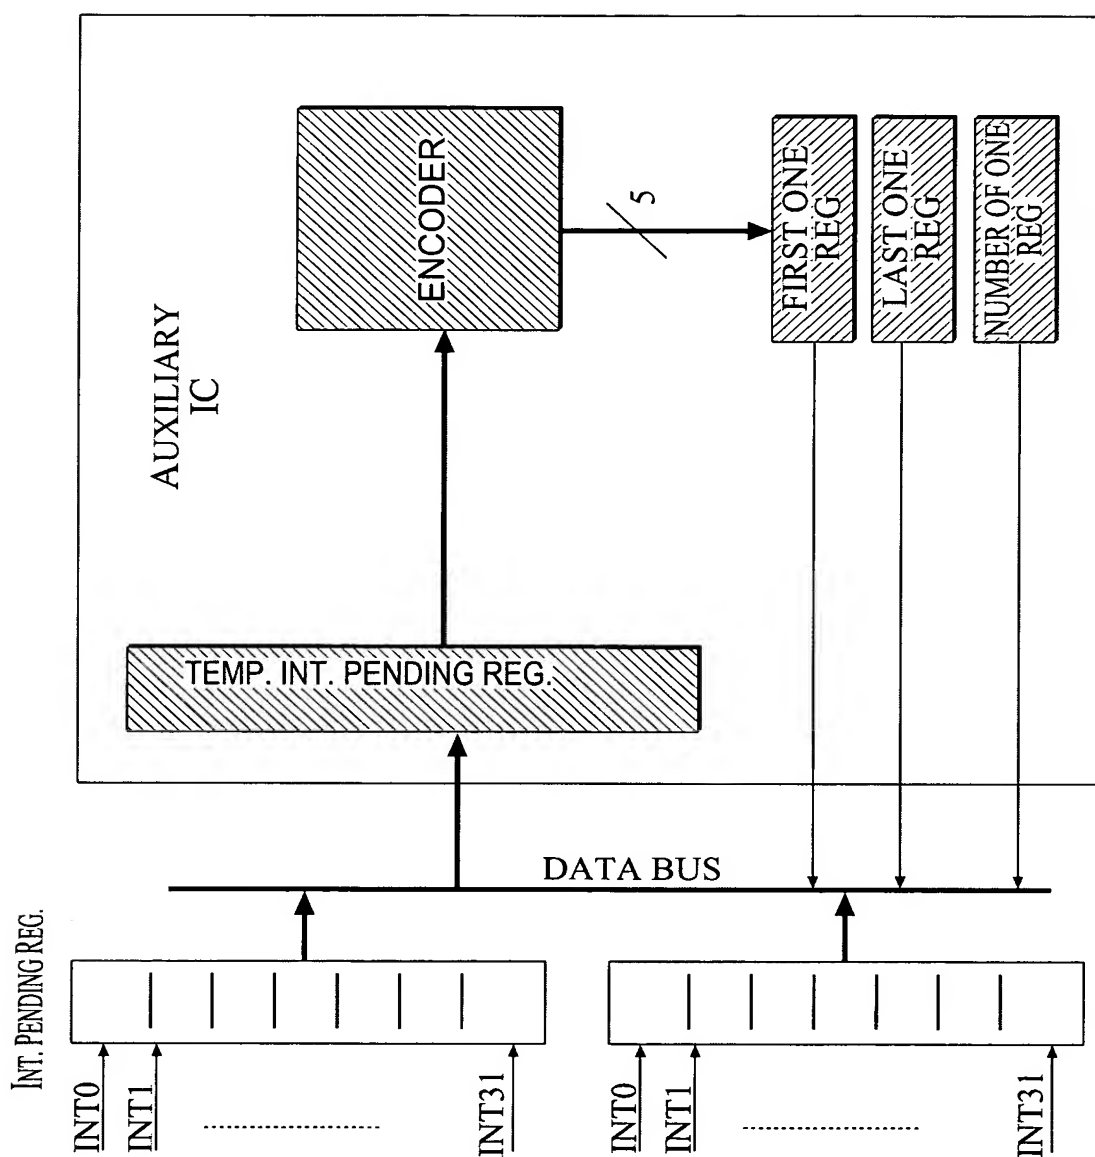 AUXILIARY
IC
ENCODER
5
FIRST ONE
REG
LAST ONE
REG
NUMBER OF ONE
REG
TEMP. INT. PENDING REG.
DATA BUS
INT. PENDING REG.
INT0
INT1
INT31
INT0
INT1
INT31